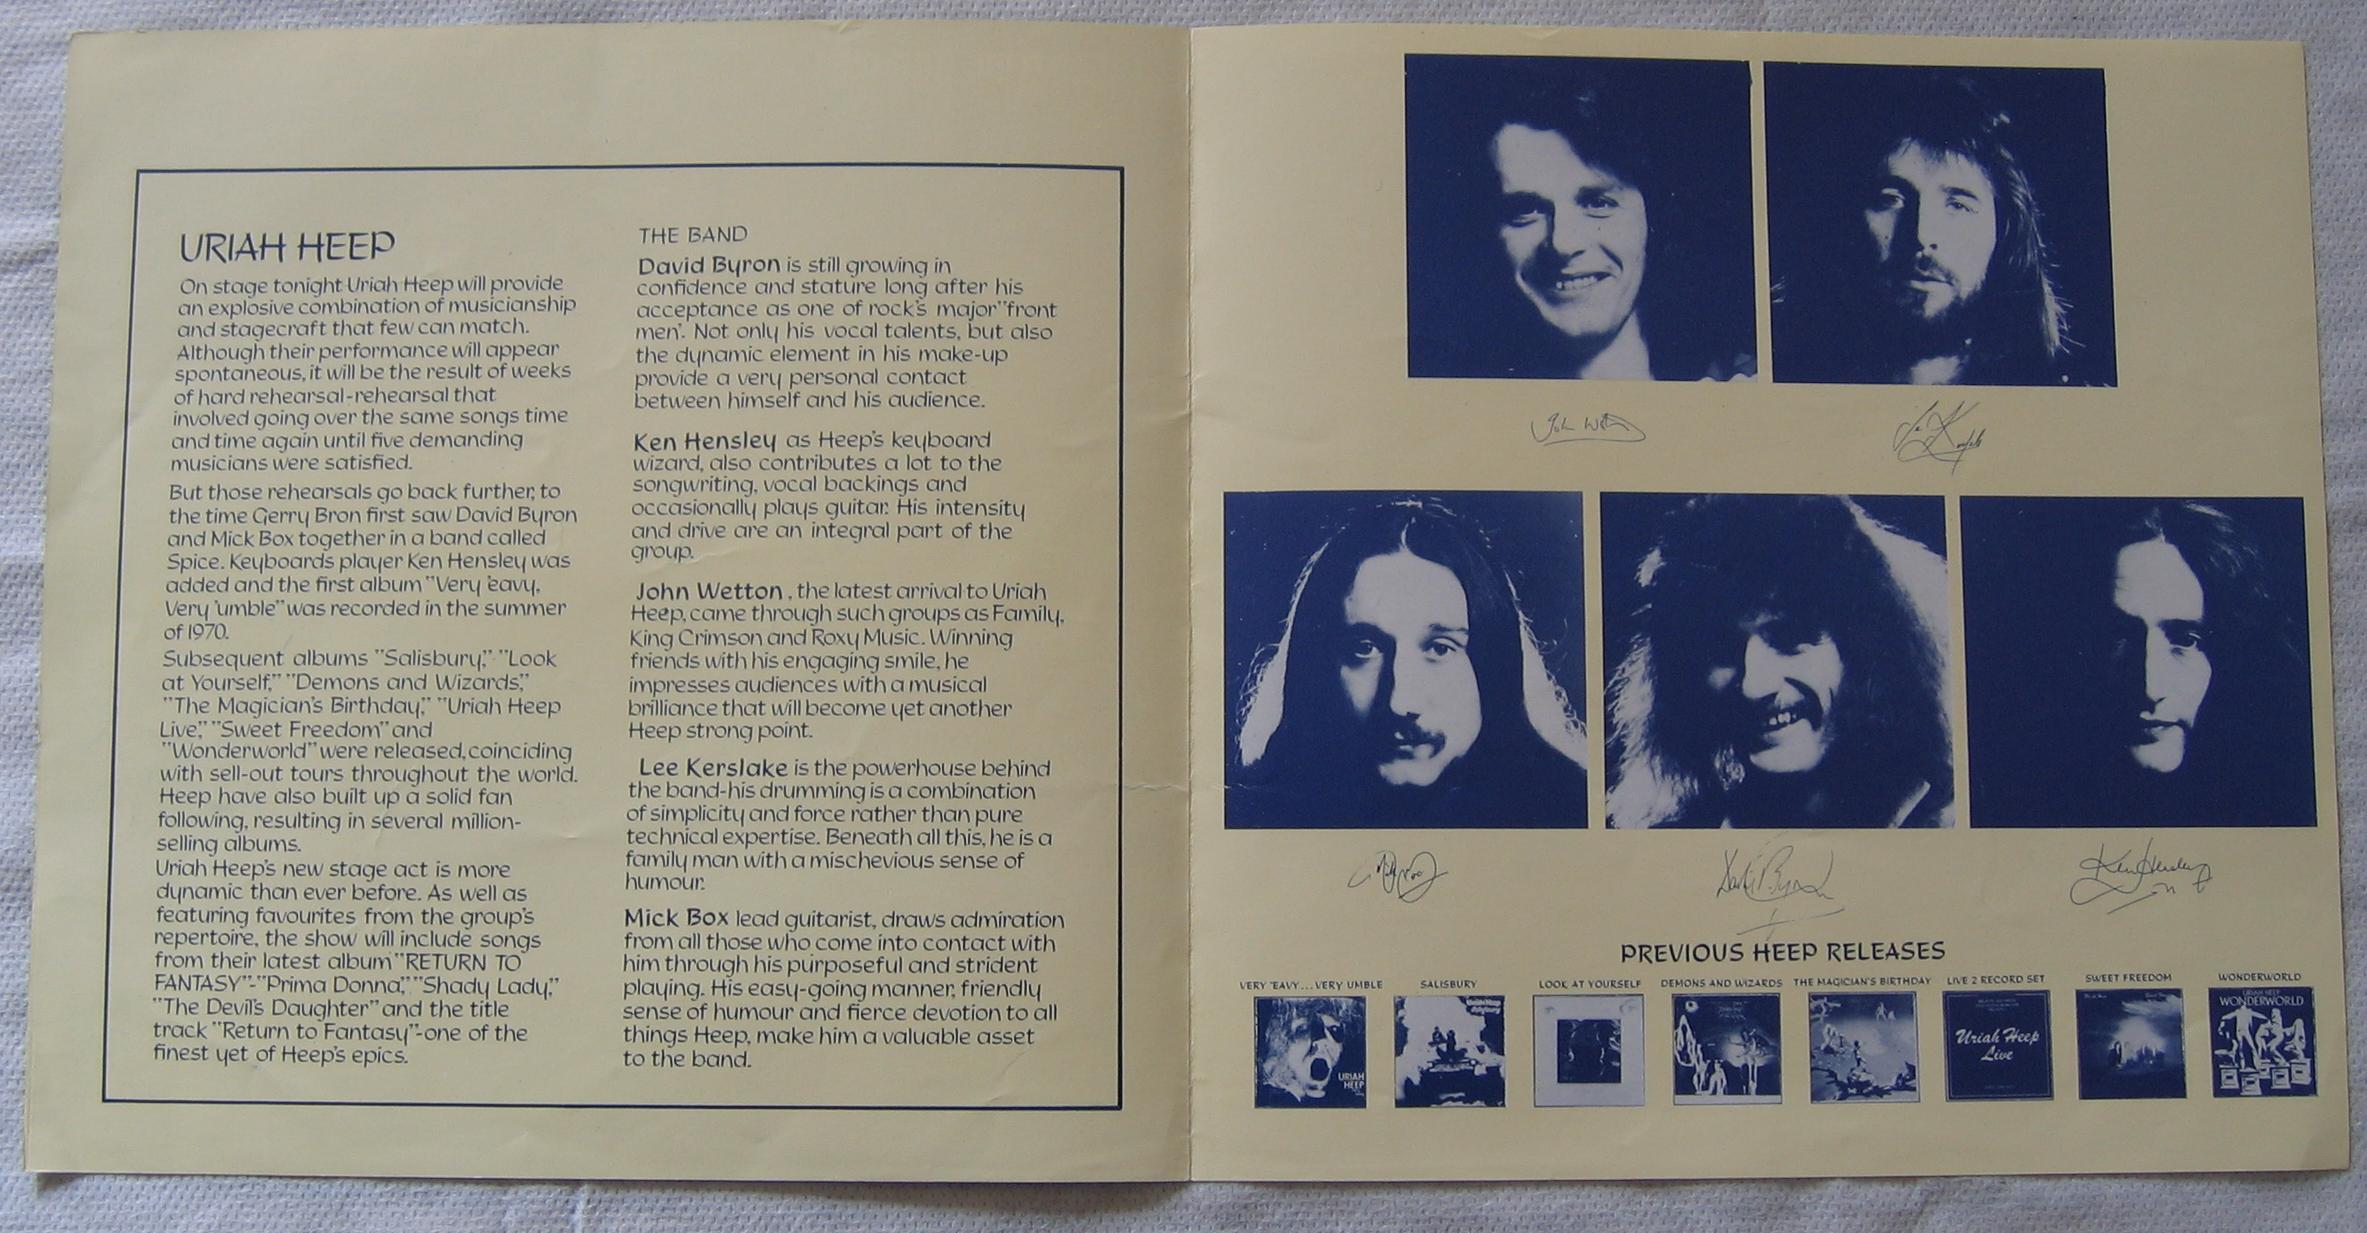 URIAH HEEP
On stage tonight Uriah Heep will provide
an explosive combination of musicianship
and stagecraft that few can match.
Although their performance will appear
spontaneous, it will be the result of weeks
of hard rehearsal-rehearsal that
involved going over the same songs time
and time again until five demanding
musicians were satisfied.
But those rehearsals go back further, to
the time Gerry Bron first saw David Byron
and Mick Box together in a band called
Spice. Keyboards player Ken Hensley was
added and the first album "Very 'eavy,
Very 'umble" was recorded in the summer
of 1970.
Subsequent albums "Salisbury," "Look
at Yourself," "Demons and Wizards,"
"The Magician's Birthday," "Uriah Heep
Live," "Sweet Freedom" and
"Wonderworld" were released, coinciding
with sell-out tours throughout the world.
Heep have also built up a solid fan
following, resulting in several million-
selling albums.
Uriah Heep's new stage act is more
dynamic than ever before. As well as
featuring favourites from the group's
repertoire, the show will include songs
from their latest album "RETURN TO
FANTASY"-"Prima Donna," "Shady Lady,"
"The Devil's Daughter" and the title
track "Return to Fantasy"-one of the
finest yet of Heep's epics.
THE BAND
David Byron is still growing in
confidence and stature long after his
acceptance as one of rock's major "front
men'. Not only his vocal talents, but also
the dynamic element in his make-up
provide a very personal contact
between himself and his audience.
Ken Hensley as Heep's keyboard
wizard, also contributes a lot to the
songwriting, vocal backings and
occasionally plays guitar. His intensity
and drive are an integral part of the
group.
John Wetton, the latest arrival to Uriah
Heep, came through such groups as Family,
King Crimson and Roxy Music. Winning
friends with his engaging smile, he
impresses audiences with a musical
brilliance that will become yet another
Heep strong point.
Lee Kerslake is the powerhouse behind
the band-his drumming is a combination
of simplicity and force rather than pure
technical expertise. Beneath all this, he is a
family man with a mischevious sense of
humour.
Mick Box lead guitarist, draws admiration
from all those who come into contact with
him through his purposeful and strident
playing. His easy-going manner, friendly
sense of humour and fierce devotion to all
things Heep, make him a valuable asset
to the band.
John
David Byron
Ken Hensley
PREVIOUS HEEP RELEASES
VERY 'EAVY...VERY UMBLE
SALISBURY
LOOK AT YOURSELF
DEMONS AND WIZARDS
THE MAGICIAN'S BIRTHDAY
LIVE 2 RECORD SET
SWEET FREEDOM
WONDERWORLD
URIAH
HEEP
Uriah Heep
Live
URIAH HEEP
WONDERWORLD